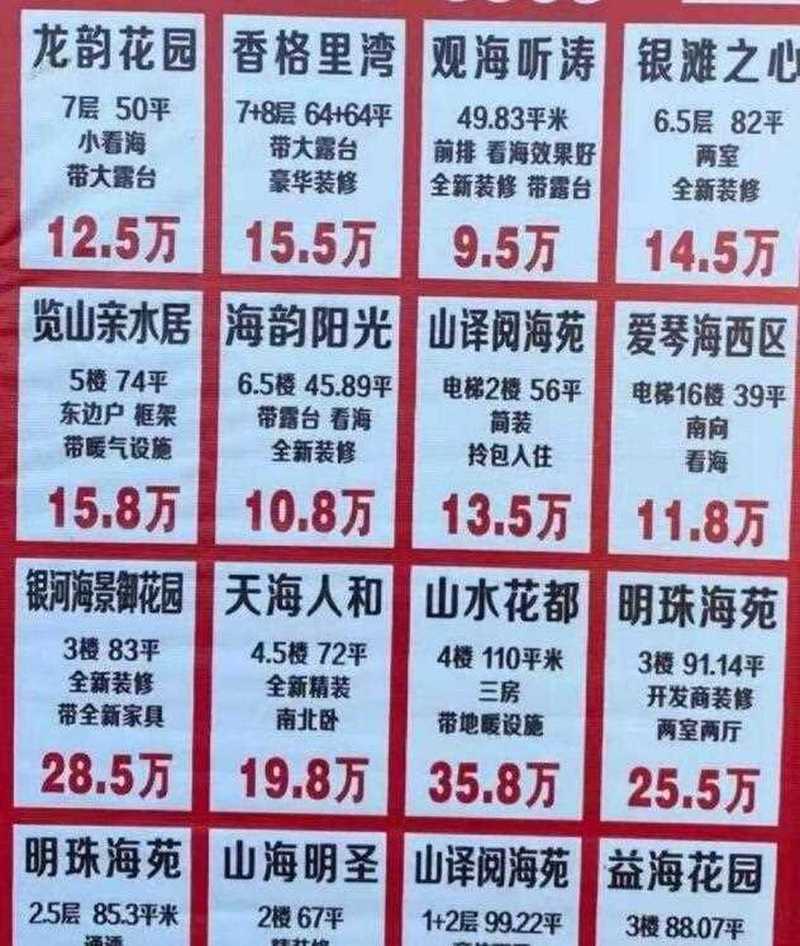 龙韵花园
7层 50平
小看海
带大露台
12.5万
香格里湾
7+8层 64+64平
带大露台
豪华装修
15.5万
观海听涛
49.83平米
前排 看海效果好
全新装修 带露台
9.5万
银滩之心
6.5层 82平
两室
全新装修
14.5万
览山亲水居
5楼 74平
东边户 框架
带暖气设施
15.8万
海韵阳光
6.5楼 45.89平
带露台 看海
全新装修
10.8万
山译阅海苑
电梯2楼 56平
简装
拎包人住
13.5万
爱琴海西区
电梯16楼 39平
南向
看海
11.8万
银河海景御花园
3楼 83平
全新装修
带全新家具
28.5万
天海人和
4.5楼 72平
全新精装
南北卧
19.8万
山水花都
4楼 110平米
三房
带地暖设施
35.8万
明珠海苑
3楼 91.14平
开发商装修
两室两厅
25.5万
明珠海苑
2.5层 85.3平米
山海明圣
2楼 67平
山译阅海苑
1+2层 99.22平
益海花园
3楼 88.07平